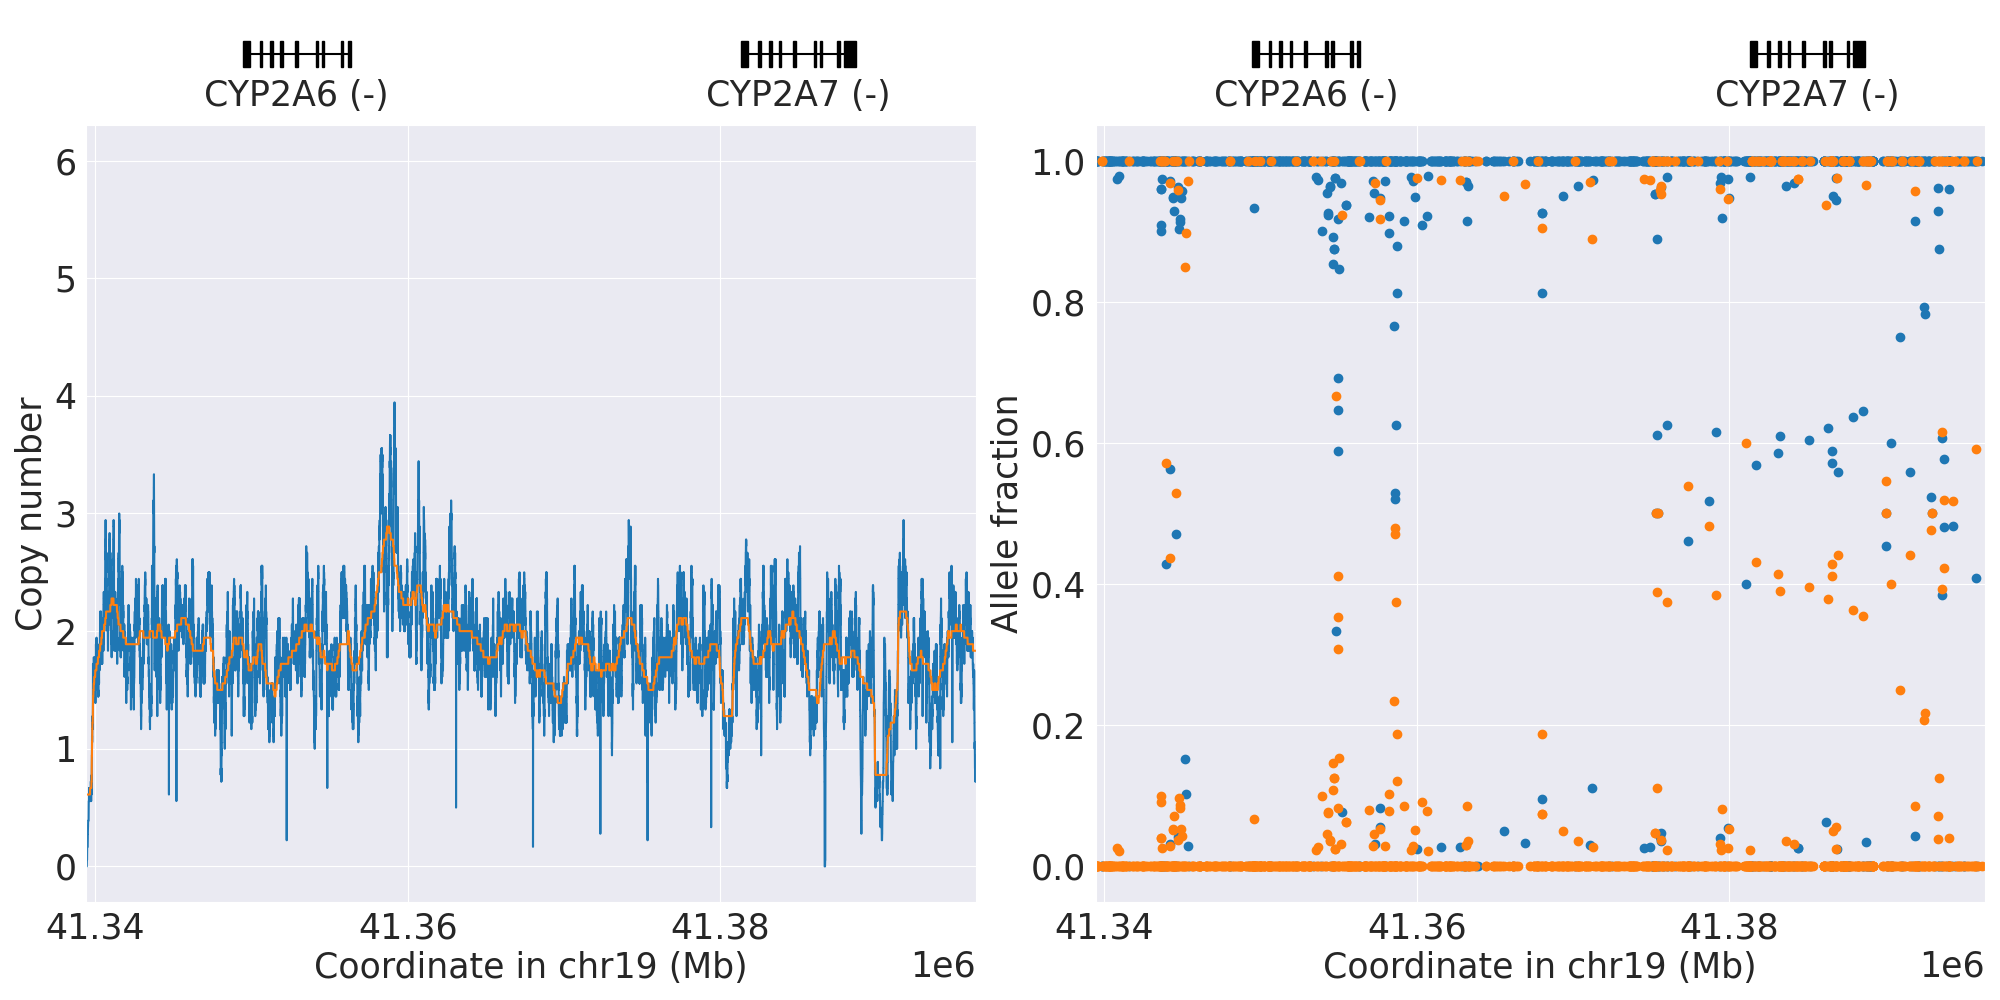 CYP2A6 (-)
CYP2A7 (-)
6
5
4
3
2
1
0
Copy number
41.34
41.36
41.38
Coordinate in chr19 (Mb)
1e6
CYP2A6 (-)
CYP2A7 (-)
1.0
0.8
0.6
0.4
0.2
0.0
Allele fraction
41.34
41.36
41.38
Coordinate in chr19 (Mb)
1e6